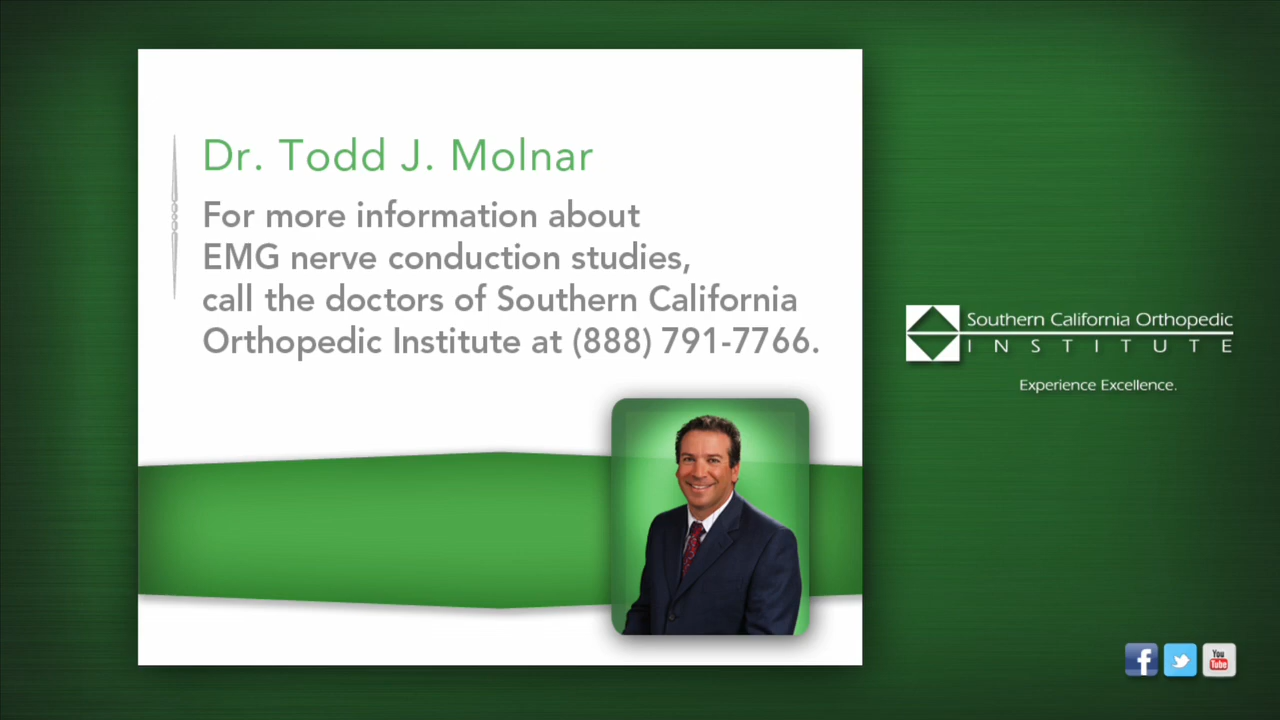 Dr. Todd J. Molnar
For more information about
EMG nerve conduction studies,
call the doctors of Southern California
Orthopedic Institute at (888) 791-7766.
Southern California Orthopedic
INSTITUTE
Experience Excellence.
f
You
Tube